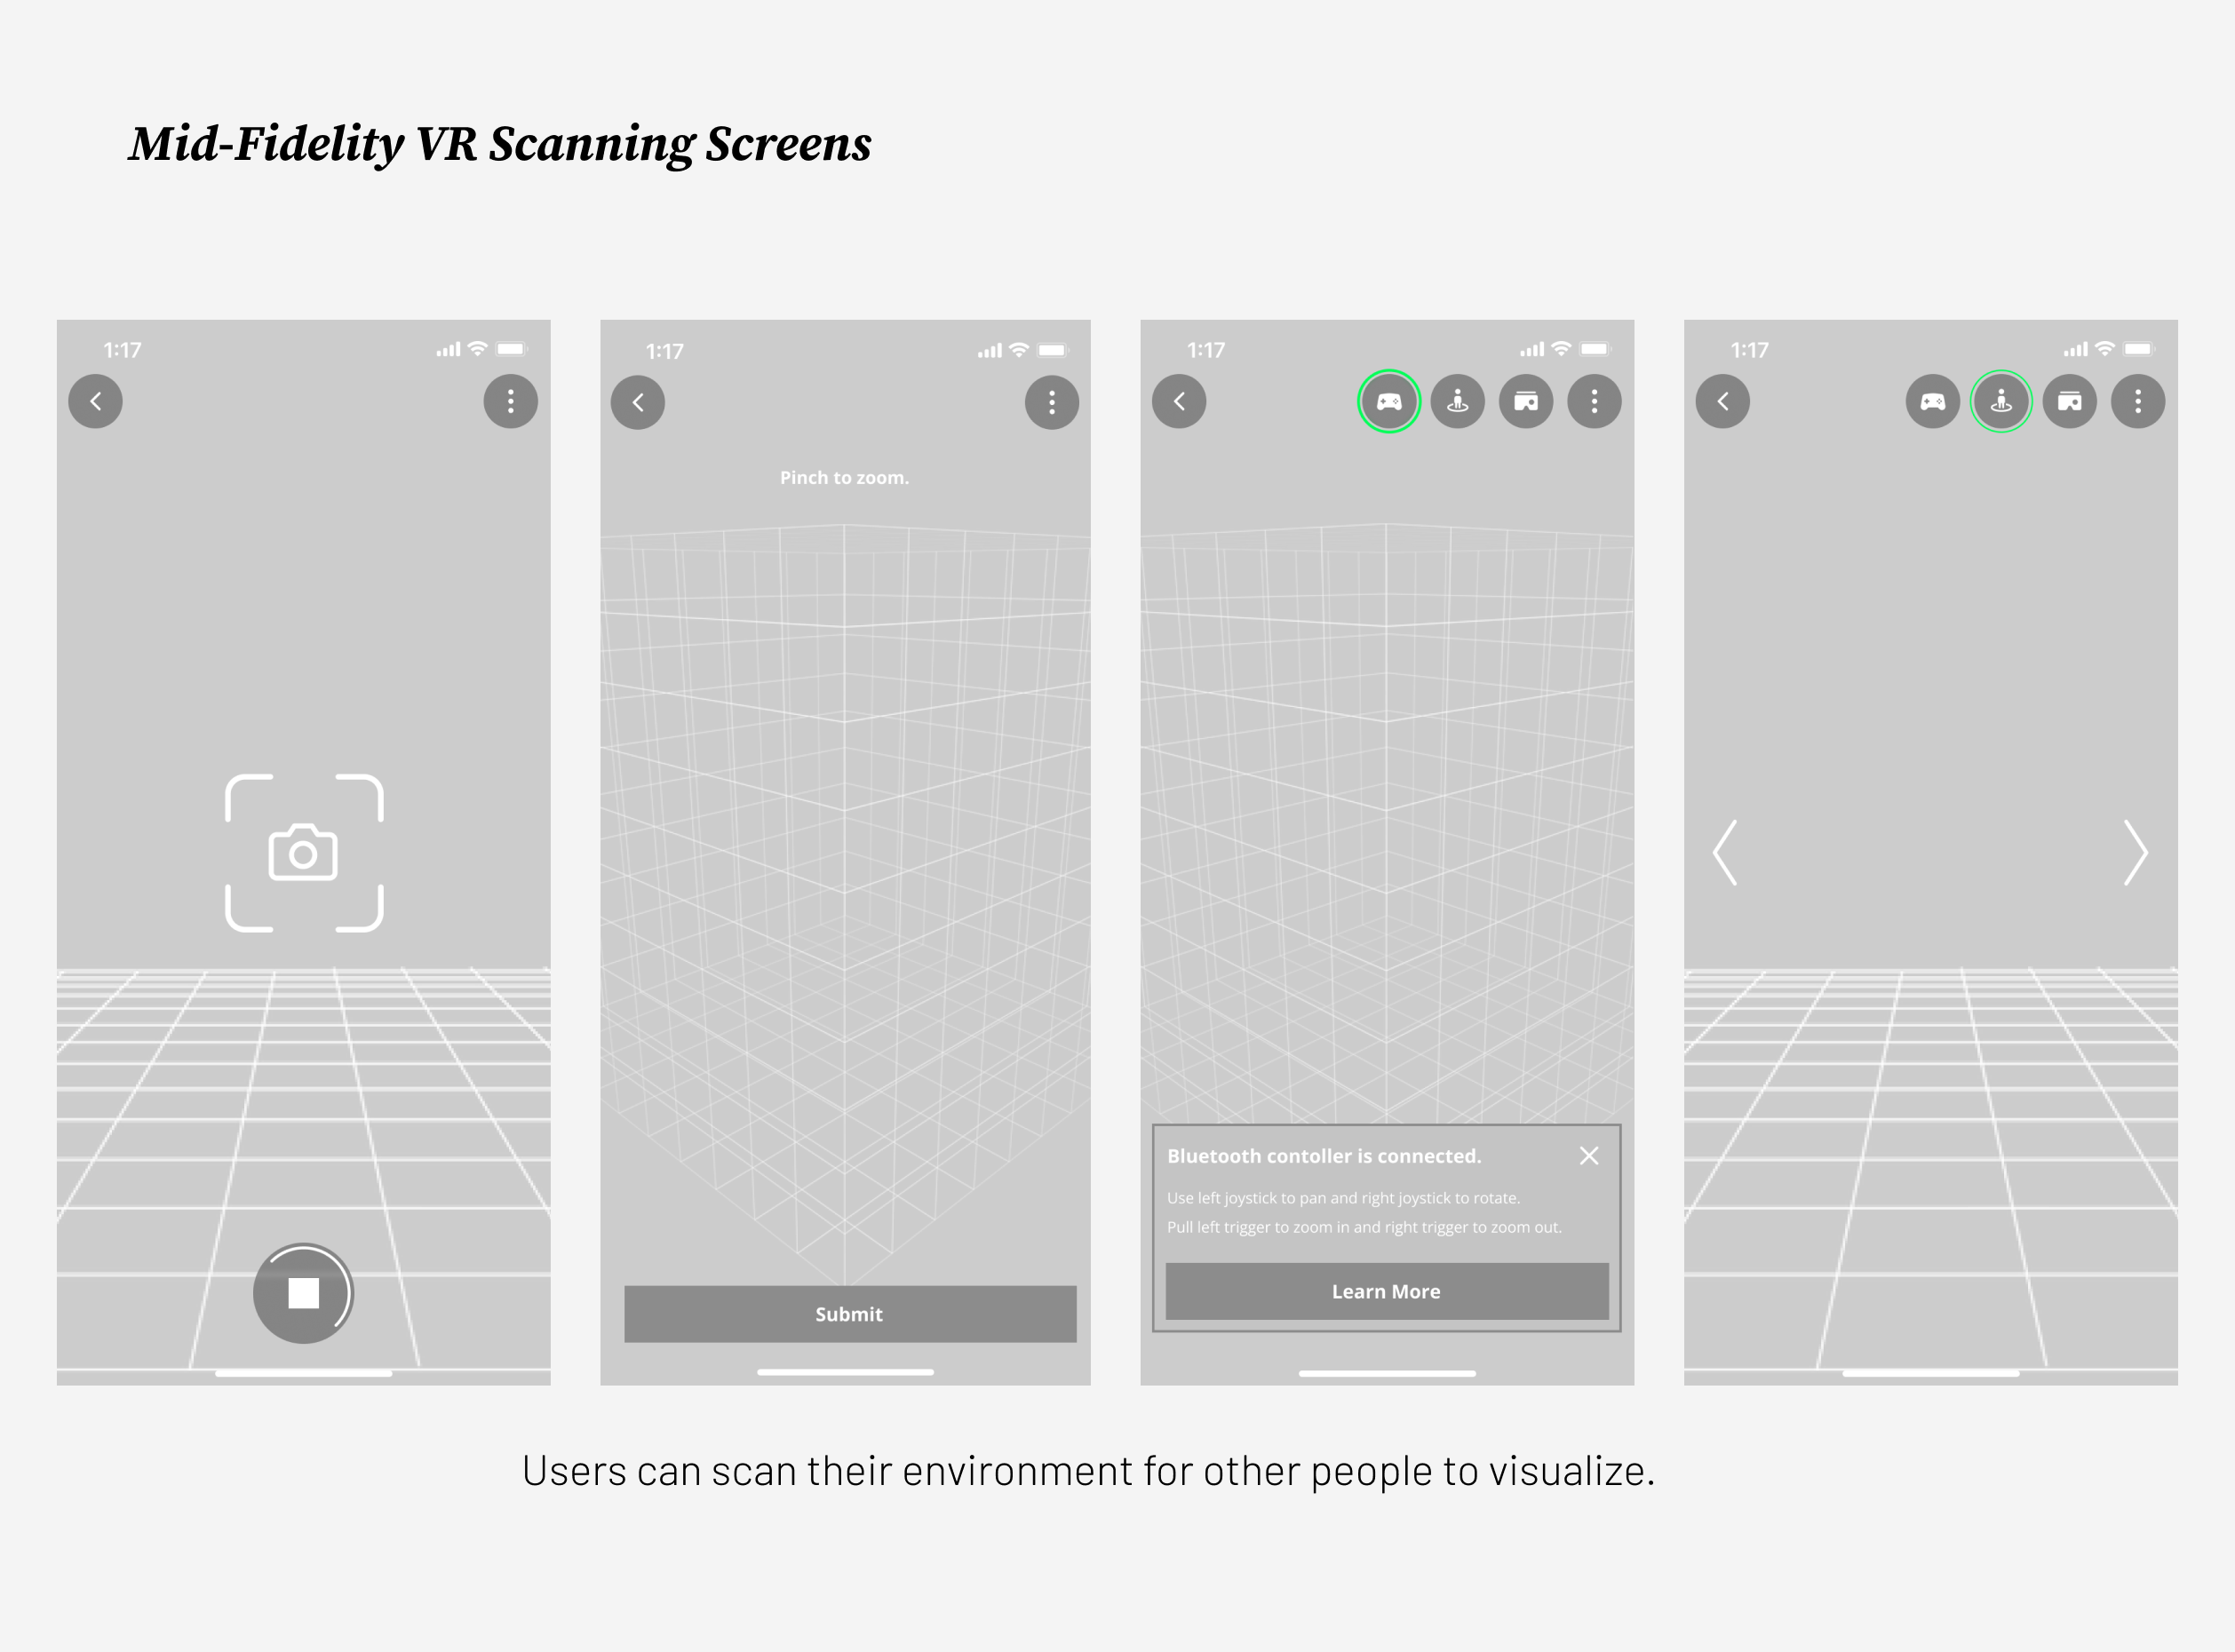 Mid-Fidelity VR Scanning Screens
1:17
1:17
Pinch to zoom.
Submit
1:17
Bluetooth contoller is connected.
Use left joystick to pan and right joystick to rotate.
Pull left trigger to zoom in and right trigger to zoom out.
Learn More
1:17
Users can scan their environment for other people to visualize.